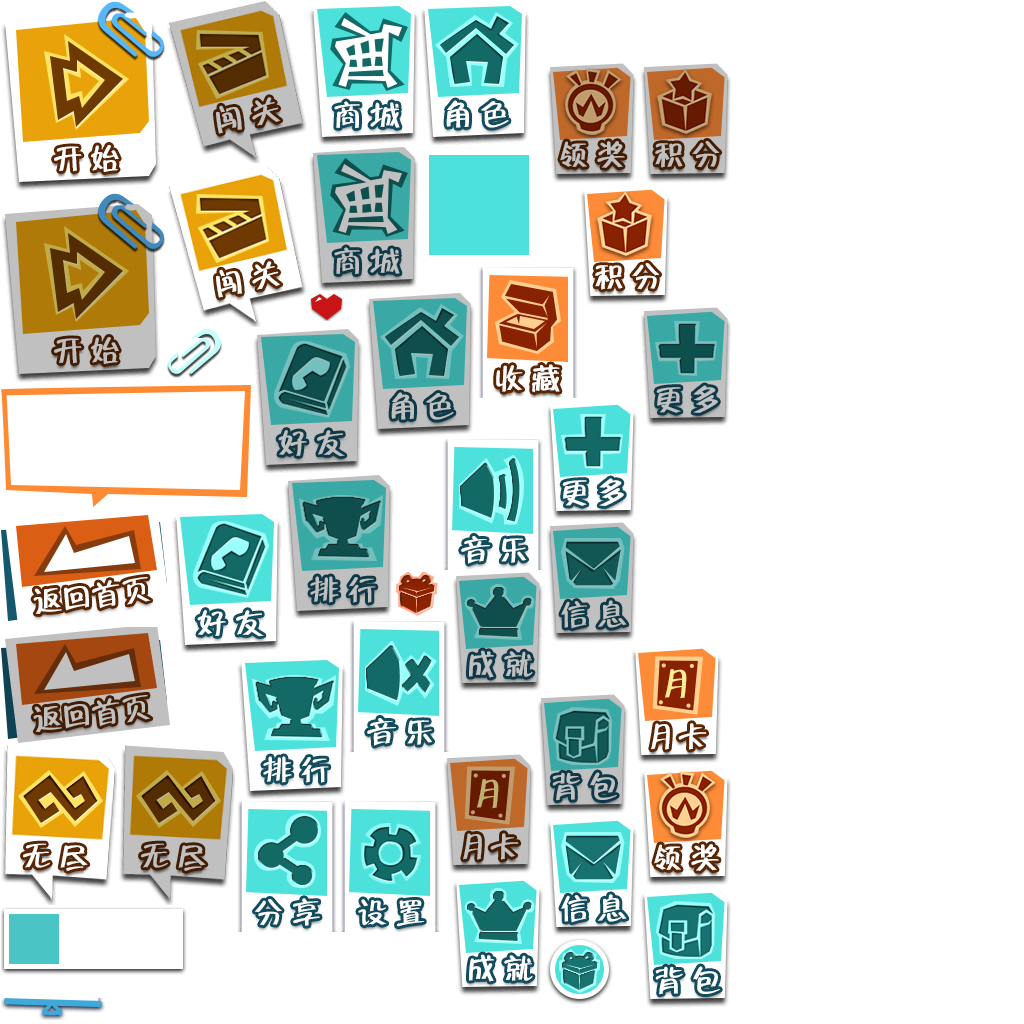 开始
闯关
商城
角色
领奖
积分
开始
闯关
商城
积分
好友
角色
收藏
更多
更多
返回首页
好友
排行
音乐
信息
返回首页
排行
音乐
成就
月卡
无尽
无尽
月卡
背包
领奖
分享
设置
成就
信息
背包
月
月